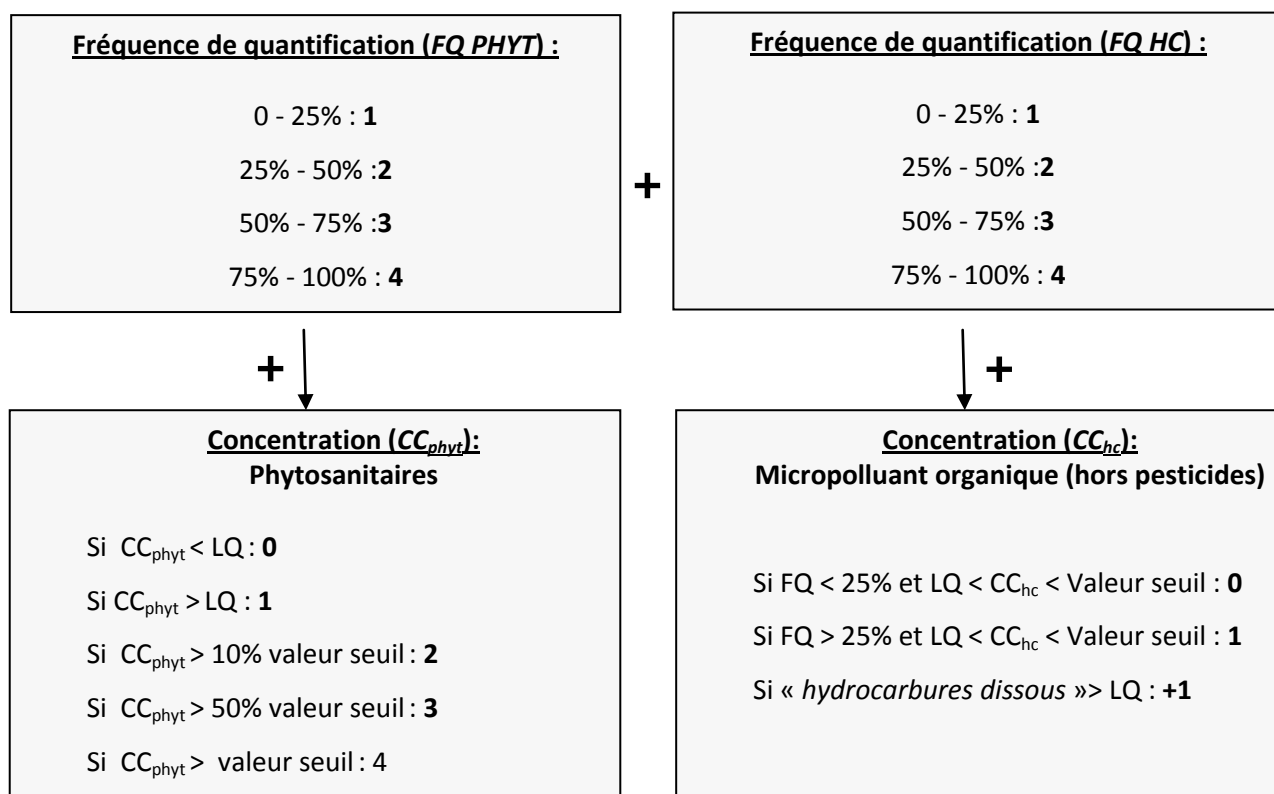 Fréquence de quantification (FQ PHYT) :
0 - 25% : 1
25% - 50% :2
50% - 75% :3
75% - 100% : 4
+
Fréquence de quantification (FQ HC) :
0 - 25% : 1
25% - 50% :2
50% - 75% :3
75% - 100% : 4
+
+
Concentration (CCphyt):
Phytosanitaires
Si CCphyt < LQ : 0
Si CCphyt > LQ : 1
Si CCphyt > 10% valeur seuil : 2
Si CCphyt > 50% valeur seuil : 3
Si CCphyt > valeur seuil : 4
Concentration (CChc):
Micropolluant organique (hors pesticides)
Si FQ < 25% et LQ < CChc < Valeur seuil : 0
Si FQ > 25% et LQ < CChc < Valeur seuil : 1
Si « hydrocarbures dissous »> LQ : +1